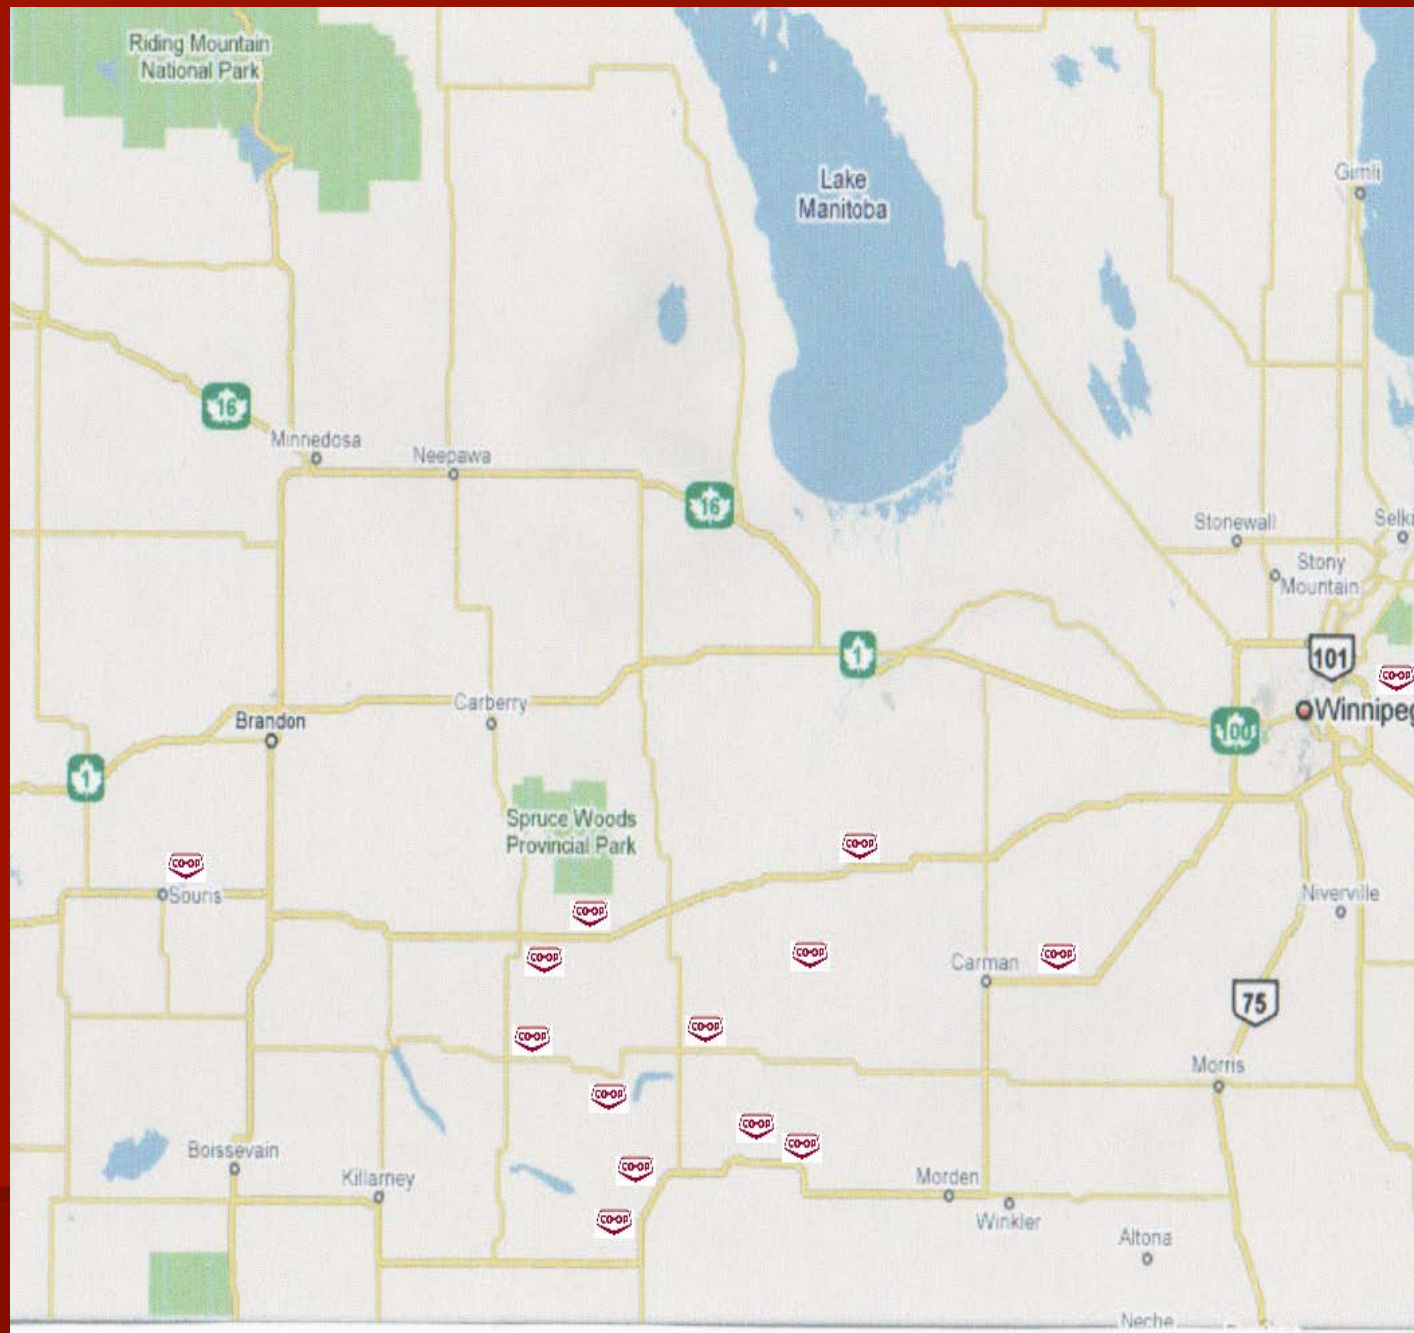 Riding Mountain
National Park
Lake
Manitoba
Gimli
16
Minnedosa
Neepawa
16
Stonewall
Selki
Stony
Mountain
1
101
CO-OP
Carberry
Brandon
Winnipeg
100
1
Spruce Woods
Provincial Park
CO-OP
CO-OP
Souris
Niverville
CO-OP
CO-OP
CO-OP
CO-OP
Carman
75
CO-OP
CO-OP
Morris
CO-OP
CO-OP
CO-OP
Boissevain
CO-OP
Killarney
Morden
Winkler
CO-OP
Altona
Neche